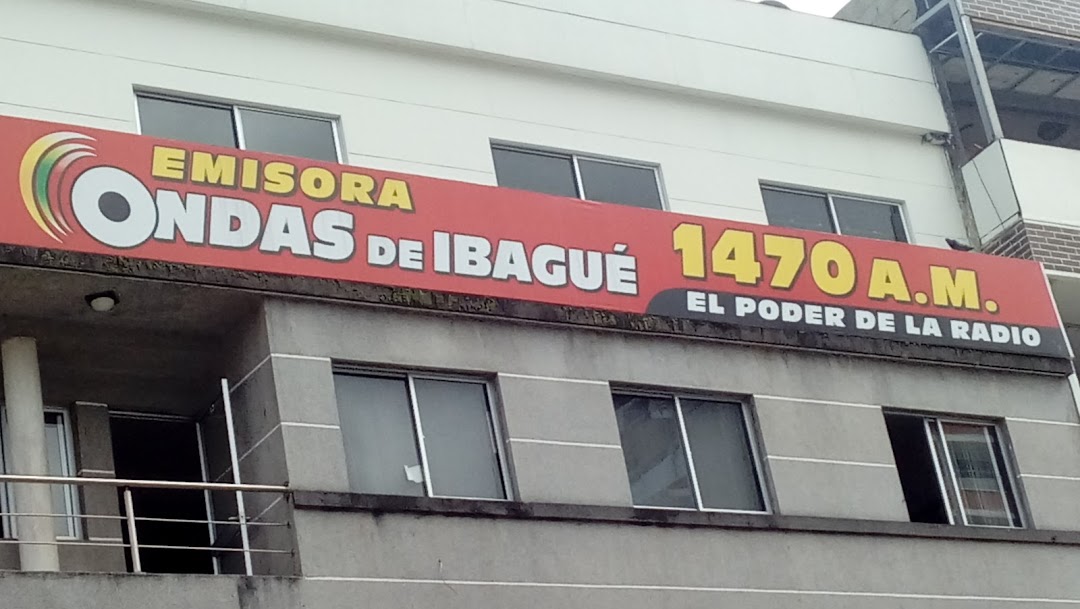 EMISORA
ONDAS DE IBAGUÉ
1470 A.M.
EL PODER DE LA RADIO